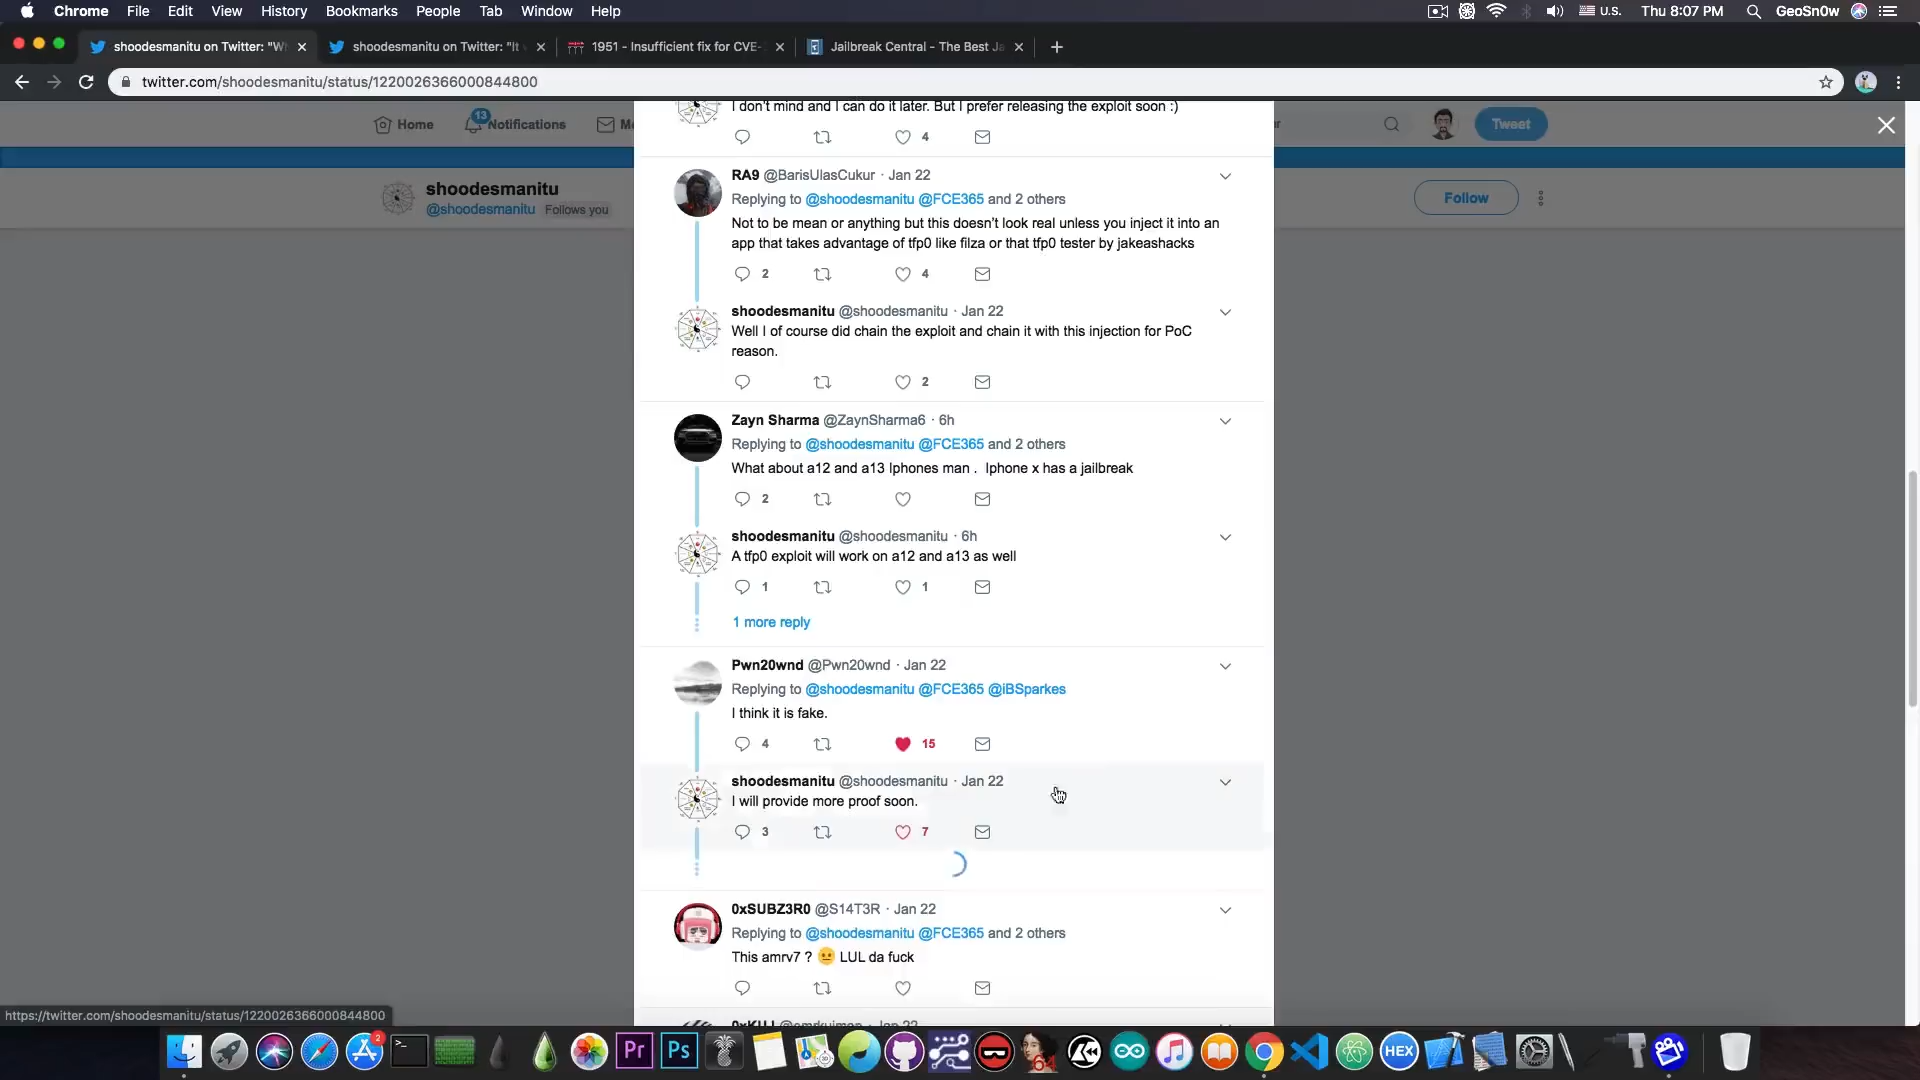 Chrome File Edit View History Bookmarks People Tab Window Help U.S. Thu 8:07 PM GeoSn0w
shoodesmanitu on Twitter: "Wh shoodesmanitu on Twitter: "It w 1951 - Insufficient fix for CVE- Jailbreak Central - The Best Ja
twitter.com/shoodesmanitu/status/1220026366000844800
I don't mind and I can do it later. But I prefer releasing the exploit soon :)
Home 13 Notifications Tweet
4
shoodesmanitu
@shoodesmanitu Follows you
Follow
RA9 @BarisUlasCukur · Jan 22
Replying to @shoodesmanitu @FCE365 and 2 others
Not to be mean or anything but this doesn't look real unless you inject it into an
app that takes advantage of tfp0 like filza or that tfp0 tester by jakeashacks
2 4
shoodesmanitu @shoodesmanitu · Jan 22
Well I of course did chain the exploit and chain it with this injection for PoC
reason.
2
Zayn Sharma @ZaynSharma6 · 6h
Replying to @shoodesmanitu @FCE365 and 2 others
What about a12 and a13 Iphones man . Iphone x has a jailbreak
2
shoodesmanitu @shoodesmanitu · 6h
A tfp0 exploit will work on a12 and a13 as well
1 1
1 more reply
Pwn20wnd @Pwn20wnd · Jan 22
Replying to @shoodesmanitu @FCE365 @iBSparkes
I think it is fake.
4 15
shoodesmanitu @shoodesmanitu · Jan 22
I will provide more proof soon.
3 7
0xSUBZ3R0 @S14T3R · Jan 22
Replying to @shoodesmanitu @FCE365 and 2 others
This amrv7 ? 😐 LUL da fuck
https://twitter.com/shoodesmanitu/status/1220026366000844800
2 >_ Pr Ps 64 HEX